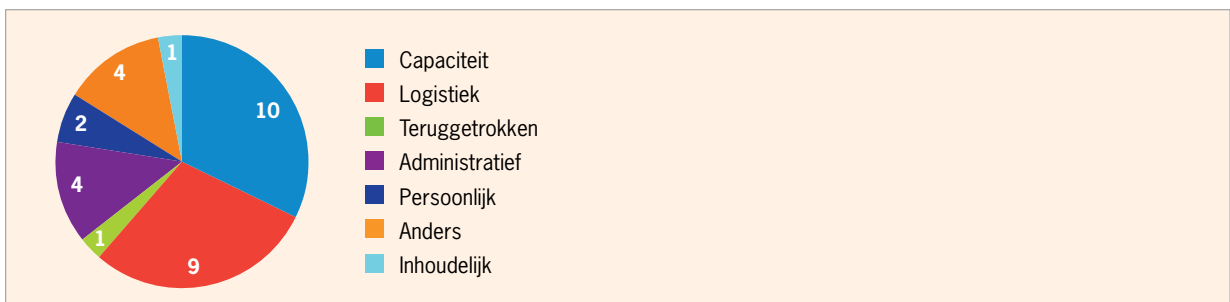 1
4
10
2
4
1
9
Capaciteit
Logistiek
Teruggetrokken
Administratief
Persoonlijk
Anders
Inhoudelijk